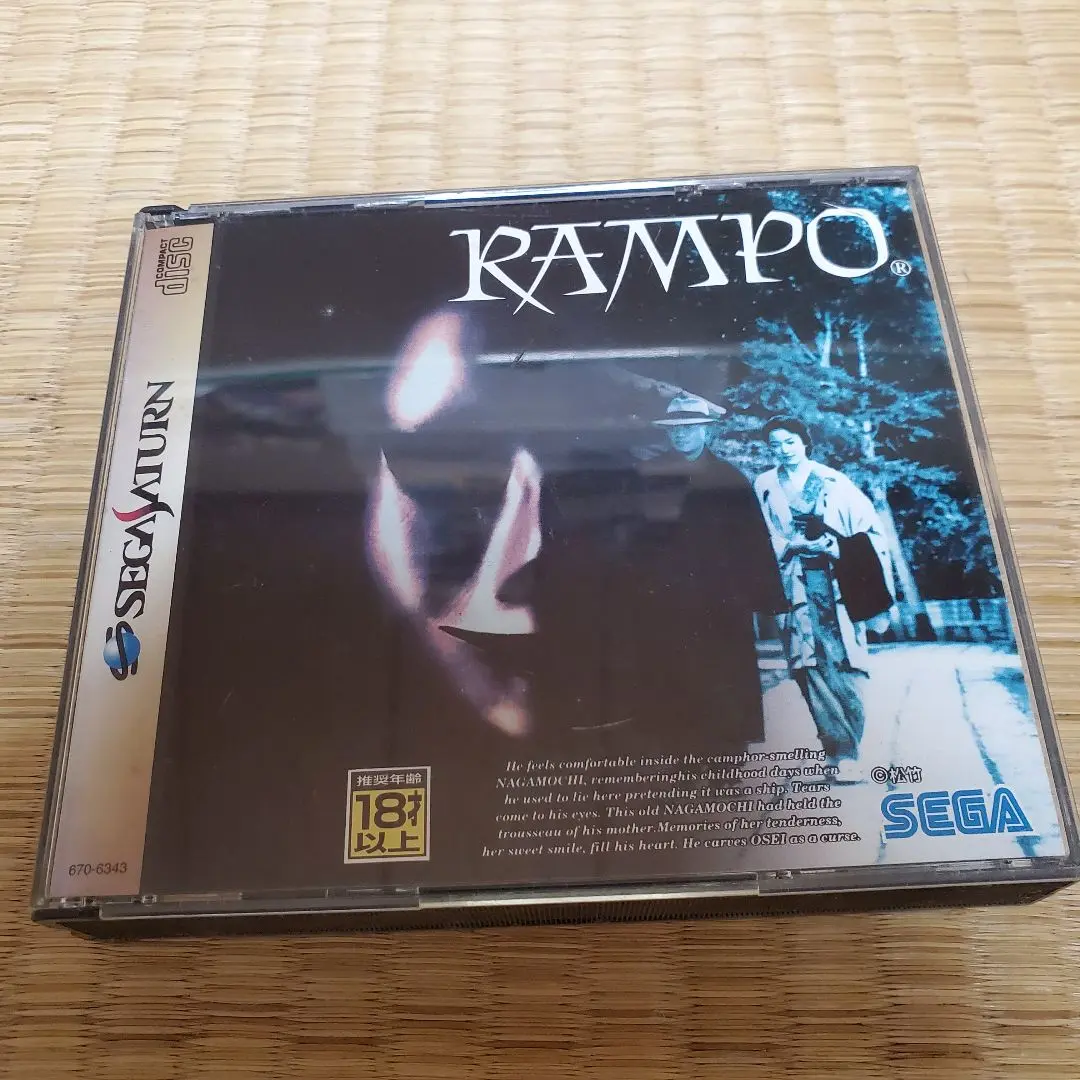 COMPACT
disc
SEGA SATURN
670-6343
RAMPO®
推奨年齢
18才
以上
He feels comfortable inside the camphor-smelling
NAGAMOCHI, rememberinghis childhood days when
he used to lie here pretending it was a ship. Tears
come to his eyes. This old NAGAMOCHI had held the
trousseau of his mother.Memories of her tenderness,
her sweet smile, fill his heart. He carves OSEI as a curse.
©松竹
SEGA